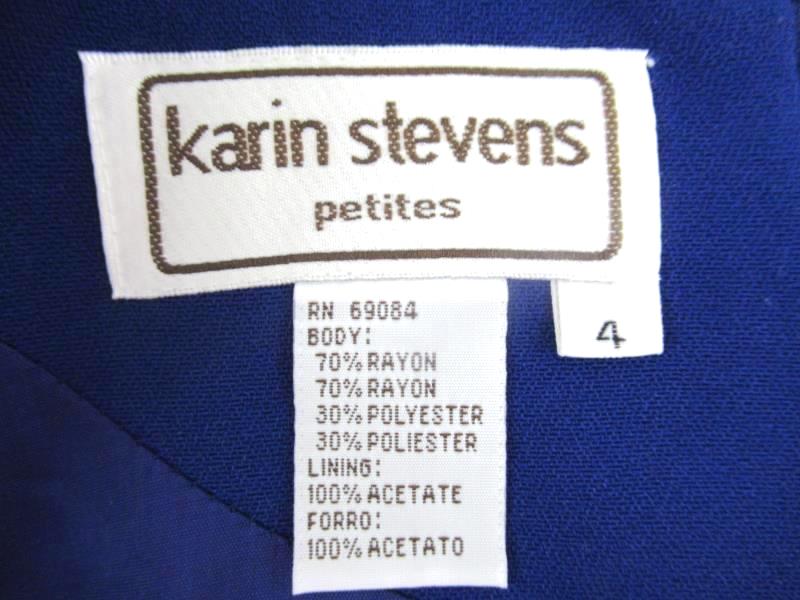 karin stevens
petites
RN 69084
BODY:
70% RAYON
70% RAYON
30% POLYESTER
30% POLIESTER
LINING:
100% ACETATE
FORRO:
100% ACETATO
4